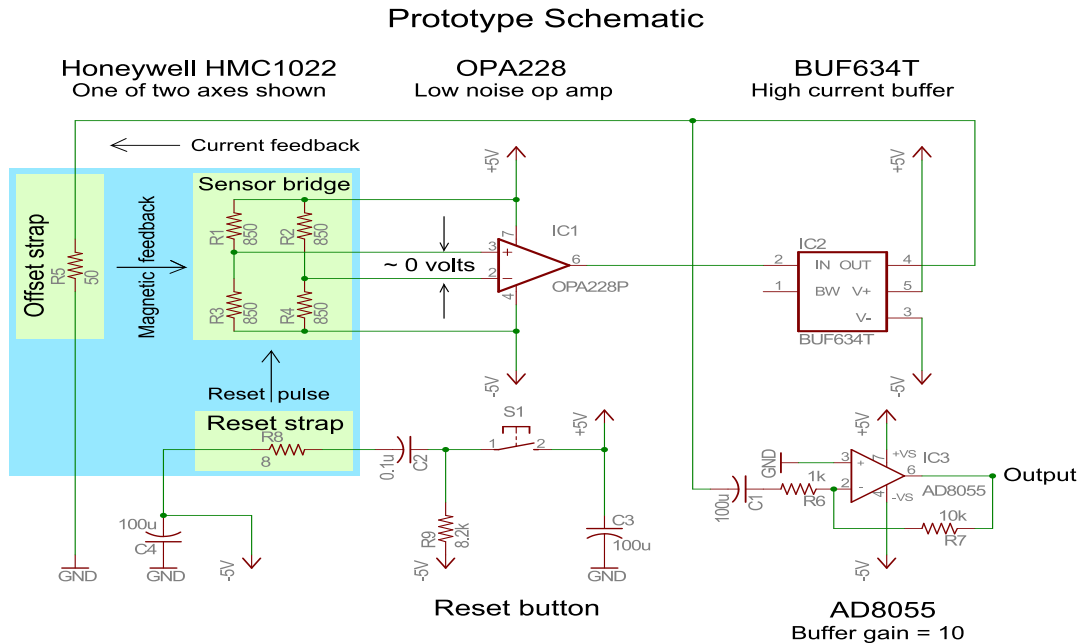 Prototype Schematic
Honeywell HMC1022
One of two axes shown
OPA228
Low noise op amp
BUF634T
High current buffer
Current feedback
Offset strap
R5
50
Magnetic feedback
Sensor bridge
R1
850
R2
850
R3
850
R4
850
~ 0 volts
+5V
7
3
+
2
-
4
6
IC1
OPA228P
-5V
+5V
IC2
2
IN
OUT
4
1
BW
V+
5
V-
3
BUF634T
-5V
Reset pulse
Reset strap
R8
8
0.1u
C2
S1
1
2
+5V
R9
8.2k
-5V
C3
100u
GND
100u
C4
GND
-5V
GND
GND
+5V
3
+
7
+VS
IC3
6
2
-
4
-VS
AD8055
1k
R6
100u
C1
10k
R7
-5V
Output
Reset button
AD8055
Buffer gain = 10